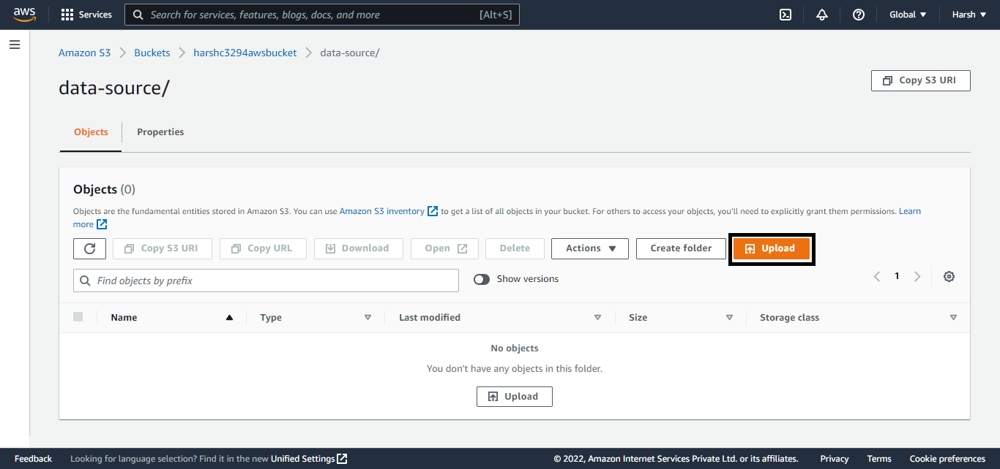 aws Services Search for services, features, blogs, docs, and more [Alt+S] Global Harsh
Amazon S3 Buckets harshc3294awsbucket data-source/
data-source/
Copy S3 URI
Objects Properties
Objects (0)
Objects are the fundamental entities stored in Amazon S3. You can use Amazon S3 inventory to get a list of all objects in your bucket. For others to access your objects, you'll need to explicitly grant them permissions. Learn
more
Copy S3 URI Copy URL Download Open Delete Actions Create folder Upload
Find objects by prefix Show versions 1
Name Type Last modified Size Storage class
No objects
You don't have any objects in this folder.
Upload
Feedback Looking for language selection? Find it in the new Unified Settings © 2022, Amazon Internet Services Private Ltd. or its affiliates. Privacy Terms Cookie preferences